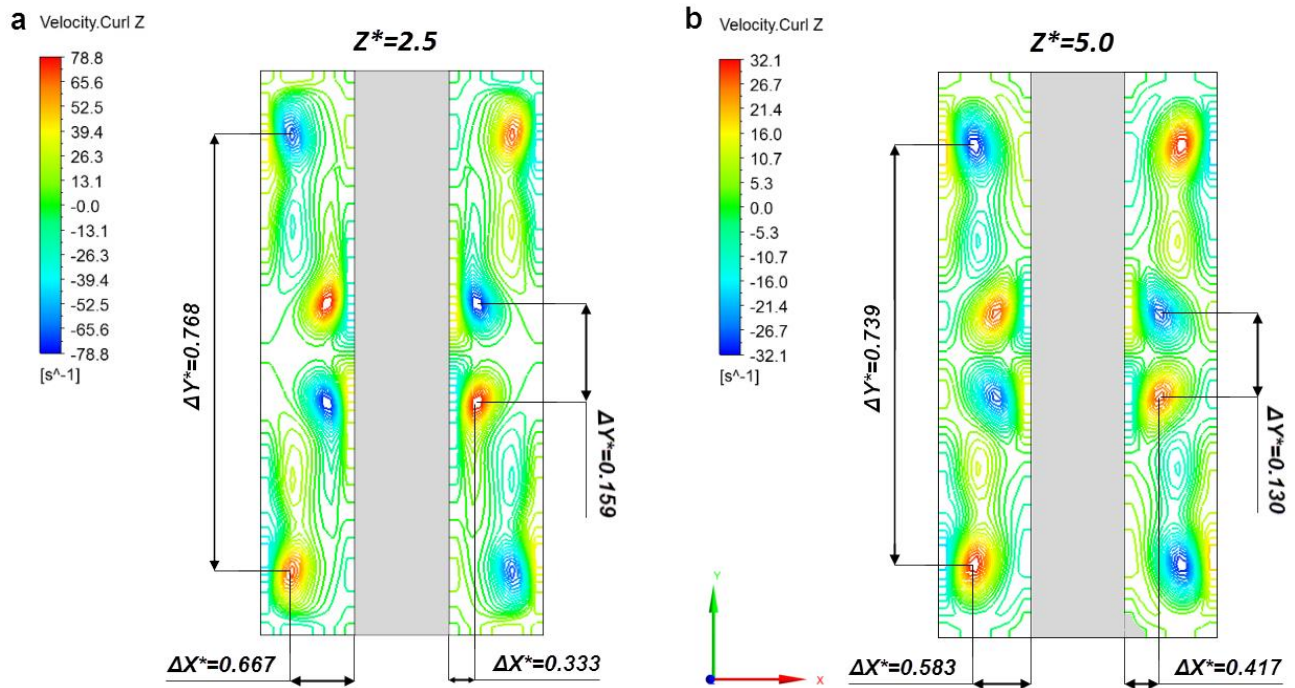 a
Velocity.Curl Z
Z*=2.5
78.8
65.6
52.5
39.4
26.3
13.1
-0.0
-13.1
-26.3
-39.4
-52.5
-65.6
-78.8
[s^-1]
ΔY*=0.768
ΔY*=0.159
ΔX*=0.667
ΔX*=0.333
b
Velocity.Curl Z
Z*=5.0
32.1
26.7
21.4
16.0
10.7
5.3
0.0
-5.3
-10.7
-16.0
-21.4
-26.7
-32.1
[s^-1]
ΔY*=0.739
ΔY*=0.130
Y
X
ΔX*=0.583
ΔX*=0.417